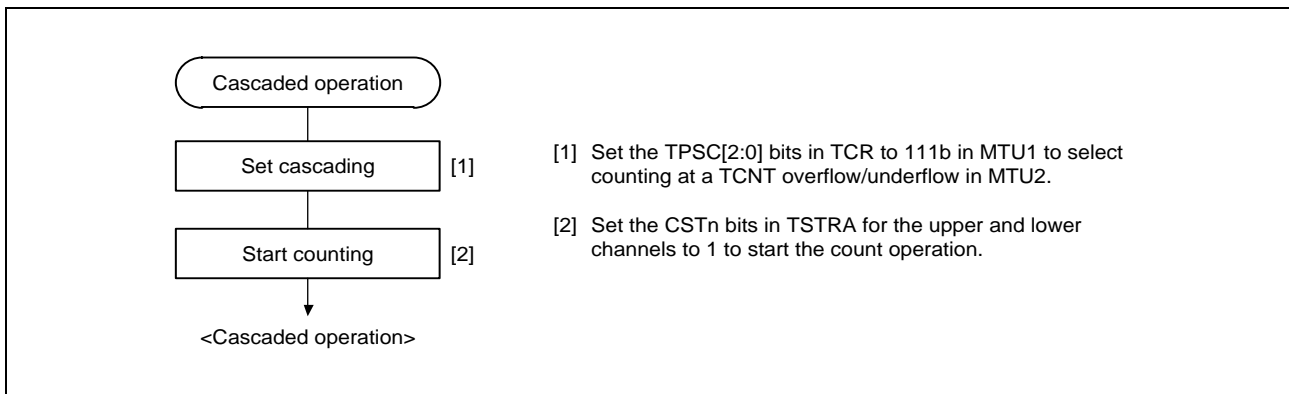 Cascaded operation
Set cascading [1]
[1] Set the TPSC[2:0] bits in TCR to 111b in MTU1 to select
counting at a TCNT overflow/underflow in MTU2.
Start counting [2]
[2] Set the CSTn bits in TSTRA for the upper and lower
channels to 1 to start the count operation.
<Cascaded operation>